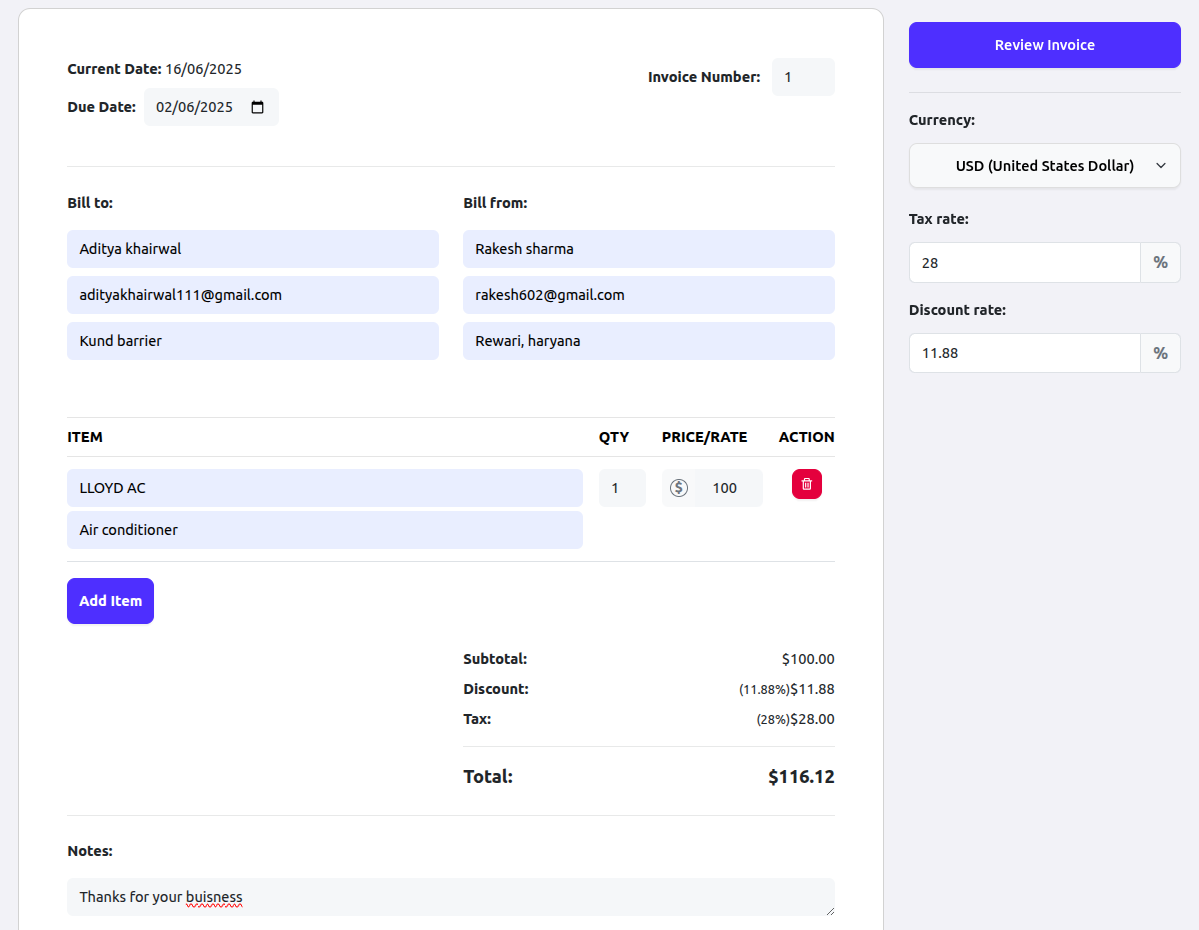 Current Date: 16/06/2025
Invoice Number: 1
Due Date: 02/06/2025
Bill to:
Aditya khairwal
adityakhairwal111@gmail.com
Kund barrier
Bill from:
Rakesh sharma
rakesh602@gmail.com
Rewari, haryana
ITEM QTY PRICE/RATE ACTION
LLOYD AC 1 $ 100
Air conditioner
Add Item
Subtotal: $100.00
Discount: (11.88%)$11.88
Tax: (28%)$28.00
Total: $116.12
Notes:
Thanks for your buisness
Review Invoice
Currency:
USD (United States Dollar)
Tax rate:
28 %
Discount rate:
11.88 %